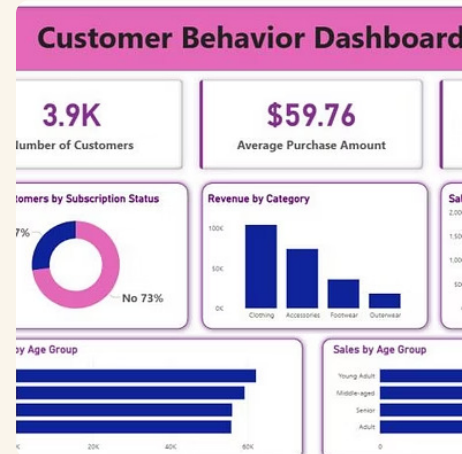 Customer Behavior Dashboard
3.9K
Number of Customers
$59.76
Average Purchase Amount
tomers by Subscription Status
7%
No 73%
Revenue by Category
100K
50K
0K
Clothing Accessories Footwear Outerwear
Sal
2,00
1,50
1,00
50
by Age Group
20K 40K 60K
Sales by Age Group
Young Adult
Middle-aged
Senior
Adult
0